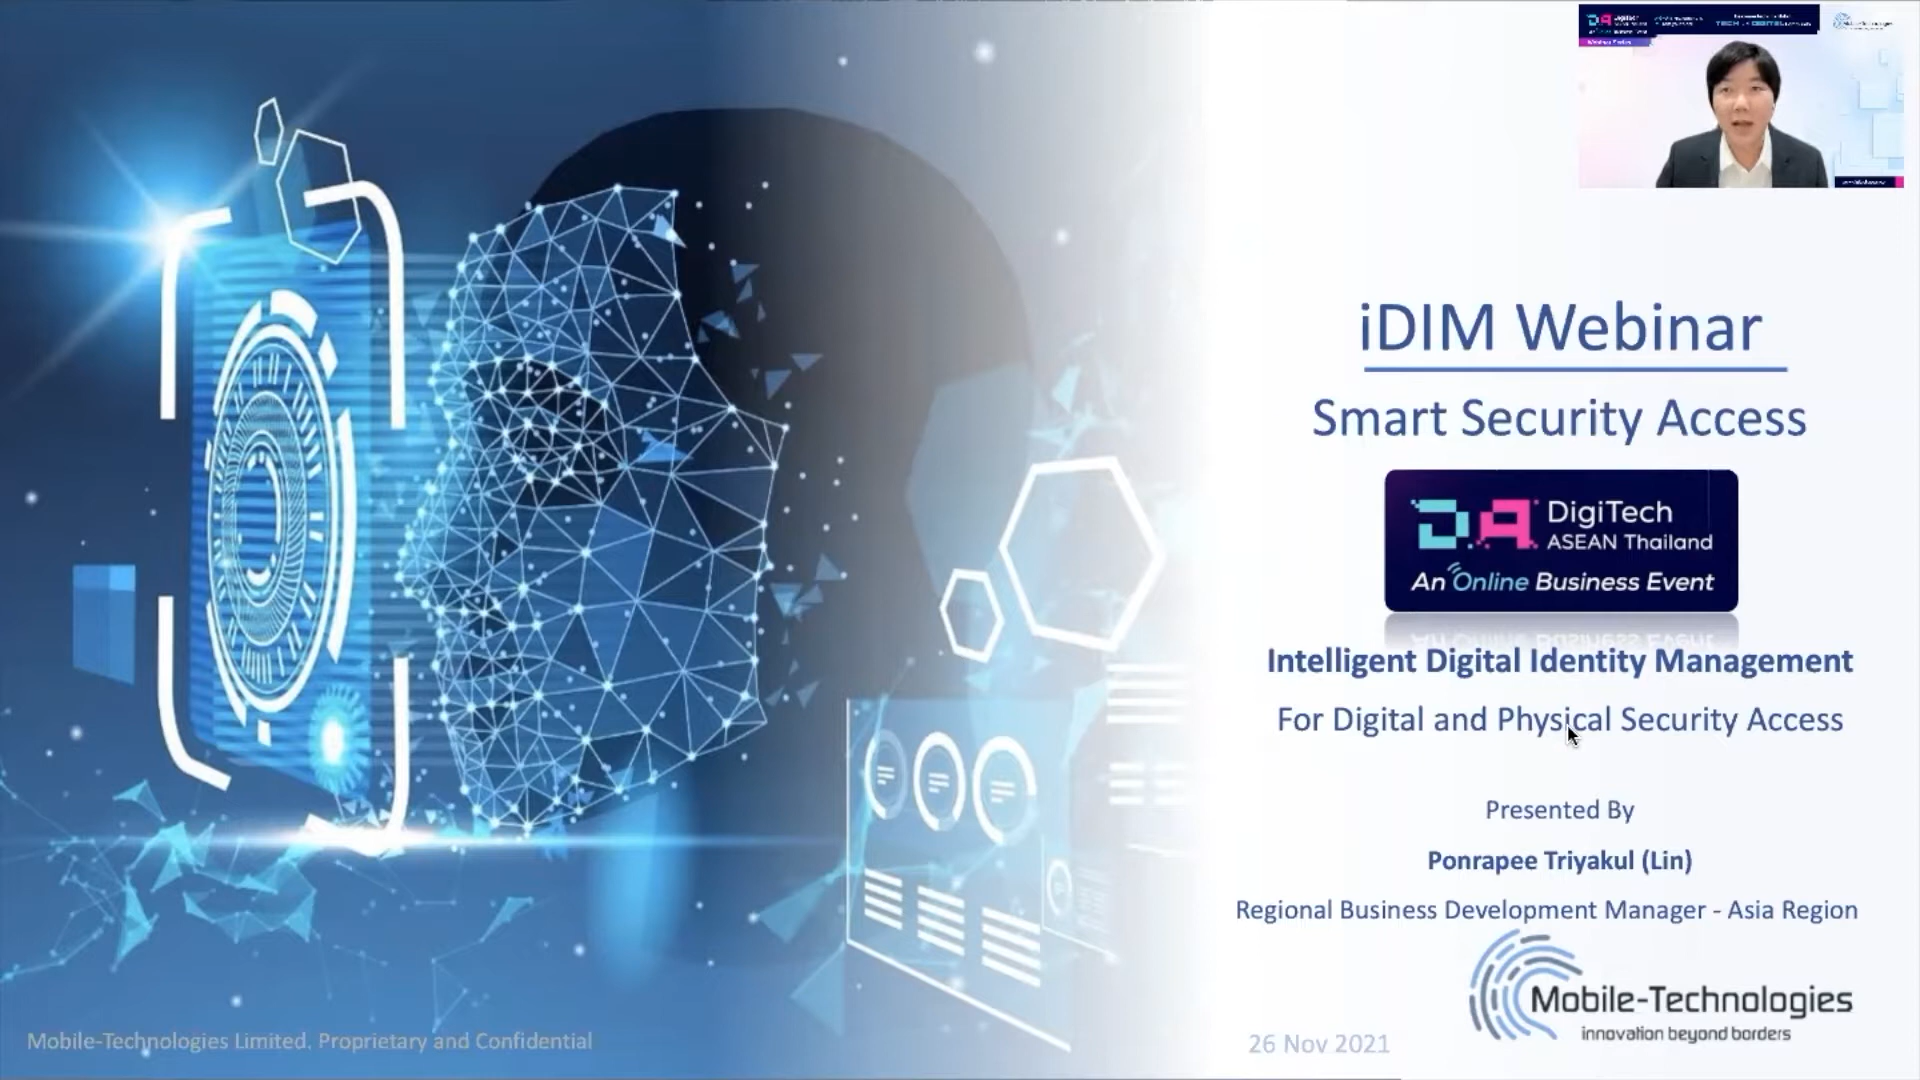 iDIM Webinar
Smart Security Access
DigiTech
ASEAN Thailand
An Online Business Event
Intelligent Digital Identity Management
For Digital and Physical Security Access
Presented By
Ponrapee Triyakul (Lin)
Regional Business Development Manager - Asia Region
Mobile-Technologies
innovation beyond borders
Mobile-Technologies Limited. Proprietary and Confidential
26 Nov 2021